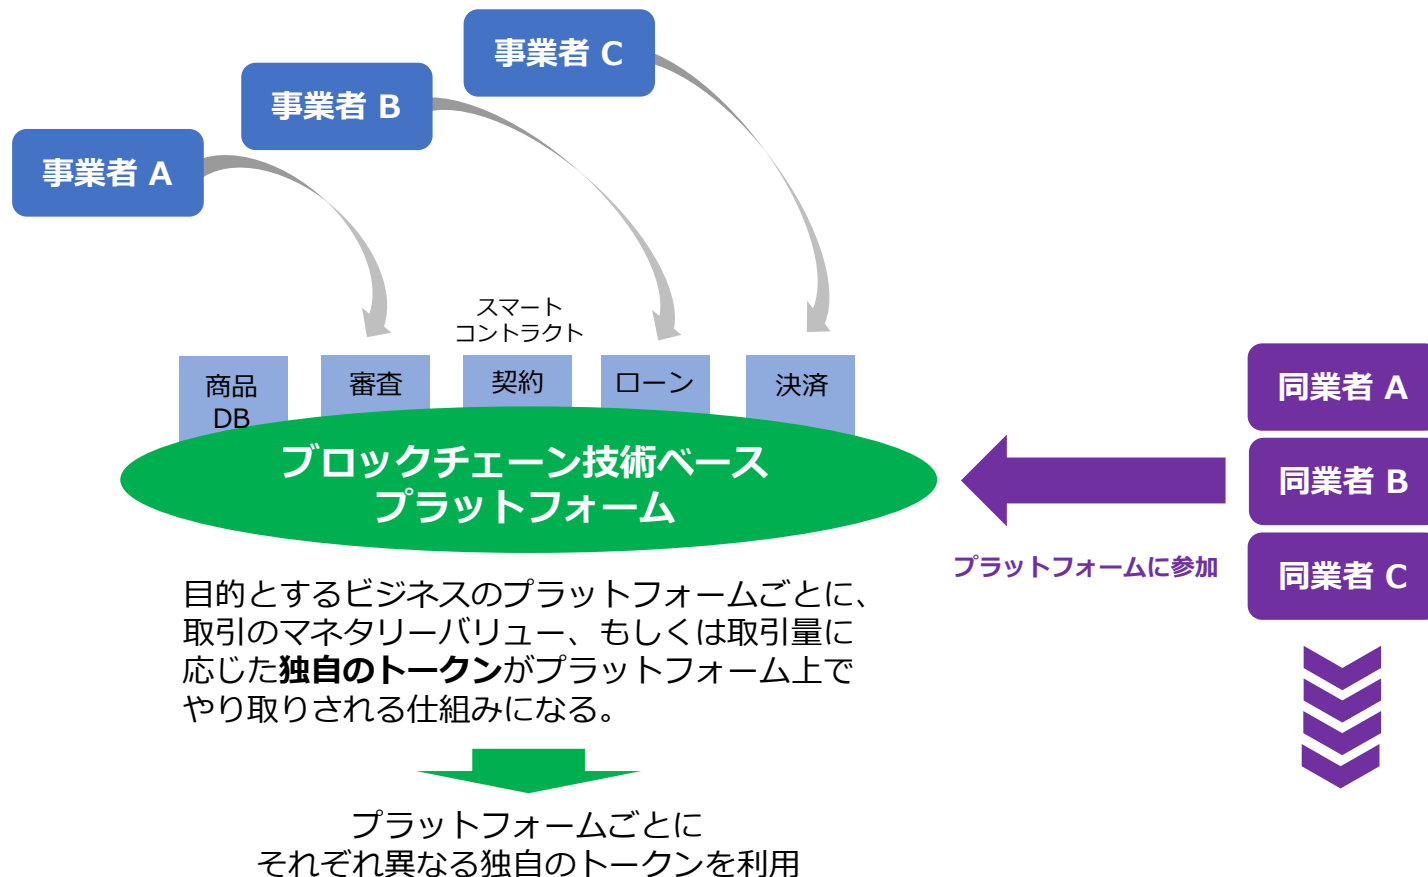 事業者 C
事業者 B
事業者 A
スマート
コントラクト
商品
DB
審査
契約
ローン
決済
ブロックチェーン技術ベース
プラットフォーム
同業者 A
同業者 B
同業者 C
プラットフォームに参加
目的とするビジネスのプラットフォームごとに、
取引のマネタリーバリュー、もしくは取引量に
応じた独自のトークンがプラットフォーム上で
やり取りされる仕組みになる。
プラットフォームごとに
それぞれ異なる独自のトークンを利用